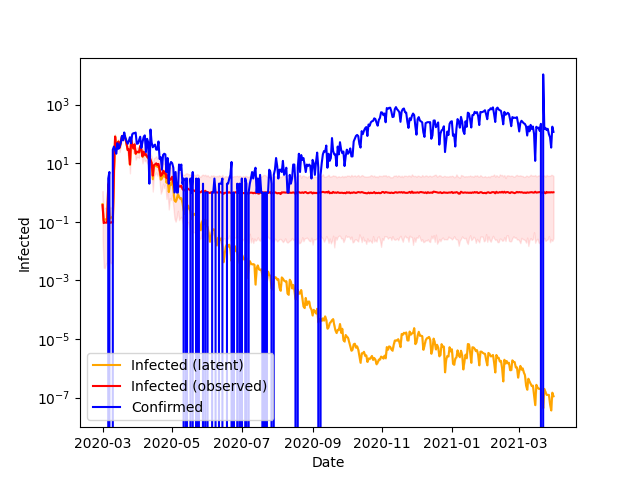 Infected
10³
10¹
10⁻¹
10⁻³
10⁻⁵
10⁻⁷
Infected (latent)
Infected (observed)
Confirmed
2020-03 2020-05 2020-07 2020-09 2020-11 2021-01 2021-03
Date